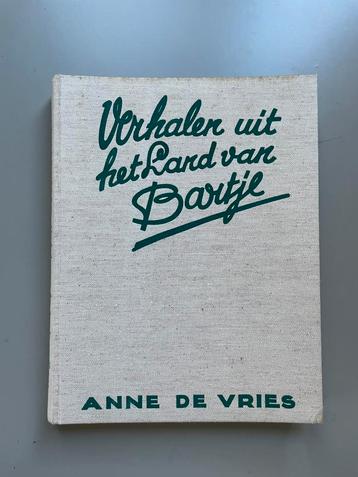 Verhalen uit
het Land van
Bartje
ANNE DE VRIES